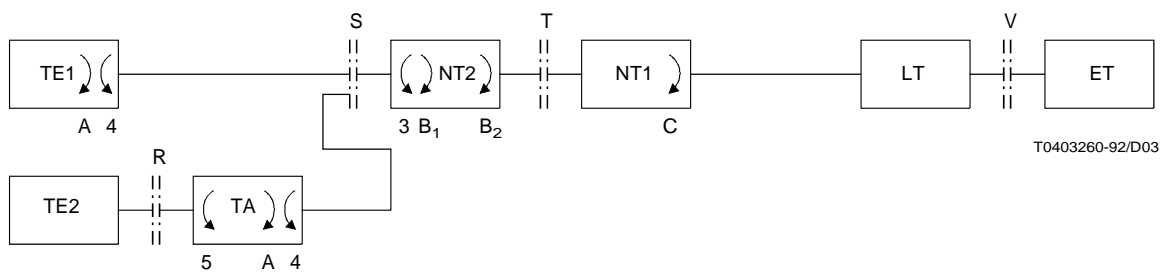 S T V
TE1 NT2 NT1 LT ET
A 4 3 B1 B2 C
T0403260-92/D03
R
TE2 TA
5 A 4